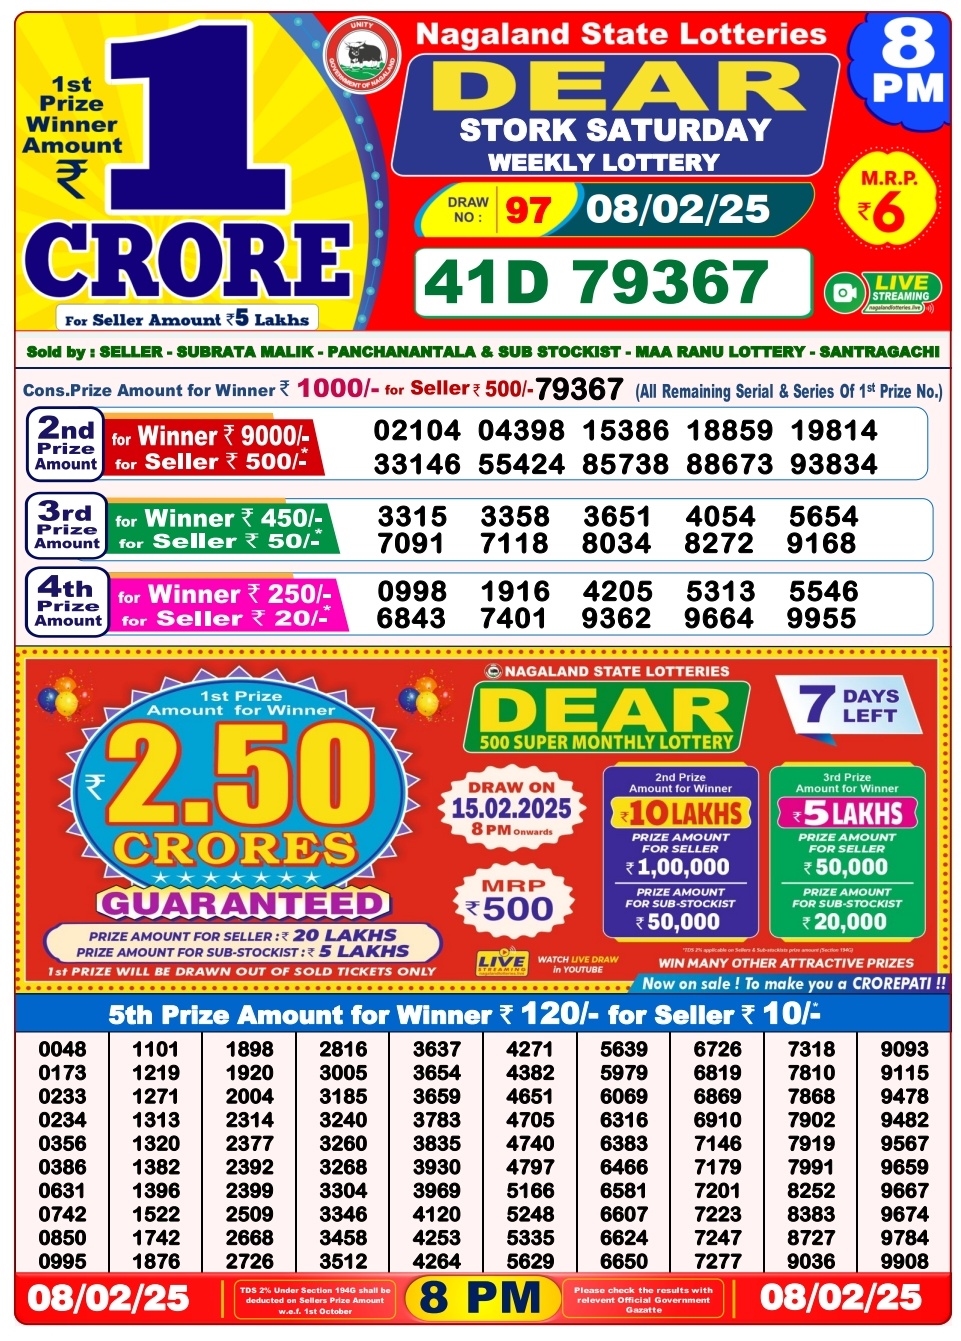 1st
Prize
Winner
Amount
₹
1
CRORE
For Seller Amount ₹5 Lakhs
UNITY
GOVERNMENT OF NAGALAND
Nagaland State Lotteries
DEAR
STORK SATURDAY
WEEKLY LOTTERY
8
PM
DRAW
NO :
97
08/02/25
M.R.P.
₹6
41D 79367
LIVE
STREAMING
nagalandlotteries.live
Sold by : SELLER - SUBRATA MALIK - PANCHANANTALA & SUB STOCKIST - MAA RANU LOTTERY - SANTRAGACHI
Cons.Prize Amount for Winner ₹ 1000/- for Seller ₹ 500/- 79367 (All Remaining Serial & Series Of 1st Prize No.)
2nd
Prize
Amount
for Winner ₹ 9000/-
for Seller ₹ 500/-*
02104 04398 15386 18859 19814
33146 55424 85738 88673 93834
3rd
Prize
Amount
for Winner ₹ 450/-
for Seller ₹ 50/-*
3315 3358 3651 4054 5654
7091 7118 8034 8272 9168
4th
Prize
Amount
for Winner ₹ 250/-
for Seller ₹ 20/-*
0998 1916 4205 5313 5546
6843 7401 9362 9664 9955
1st Prize
Amount for Winner
₹ 2.50
CRORES
GUARANTEED
PRIZE AMOUNT FOR SELLER :₹ 20 LAKHS
PRIZE AMOUNT FOR SUB-STOCKIST :₹ 5 LAKHS
1st PRIZE WILL BE DRAWN OUT OF SOLD TICKETS ONLY
NAGALAND STATE LOTTERIES
DEAR
500 SUPER MONTHLY LOTTERY
7 DAYS
LEFT
DRAW ON
15.02.2025
8 PM Onwards
MRP
₹500
2nd Prize
Amount for Winner
₹10 LAKHS
PRIZE AMOUNT
FOR SELLER
₹ 1,00,000
PRIZE AMOUNT
FOR SUB-STOCKIST
₹ 50,000
3rd Prize
Amount for Winner
₹5 LAKHS
PRIZE AMOUNT
FOR SELLER
₹ 50,000
PRIZE AMOUNT
FOR SUB-STOCKIST
₹ 20,000
*TDS 2% applicable on Sellers & Sub-stockists prize amount (Section 194G)
LIVE
STREAMING
WATCH LIVE DRAW
in YOUTUBE
WIN MANY OTHER ATTRACTIVE PRIZES
Now on sale ! To make you a CROREPATI !!
5th Prize Amount for Winner ₹ 120/- for Seller ₹ 10/-*
0048 1101 1898 2816 3637 4271 5639 6726 7318 9093
0173 1219 1920 3005 3654 4382 5979 6819 7810 9115
0233 1271 2004 3185 3659 4651 6069 6869 7868 9478
0234 1313 2314 3240 3783 4705 6316 6910 7902 9482
0356 1320 2377 3260 3835 4740 6383 7146 7919 9567
0386 1382 2392 3268 3930 4797 6466 7179 7991 9659
0631 1396 2399 3304 3969 5166 6581 7201 8252 9667
0742 1522 2509 3346 4120 5248 6607 7223 8383 9674
0850 1742 2668 3458 4253 5335 6624 7247 8727 9784
0995 1876 2726 3512 4264 5629 6650 7277 9036 9908
08/02/25
TDS 2% Under Section 194G shall be
deducted on Sellers Prize Amount
w.e.f. 1st October
8 PM
Please check the results with
relevent Official Government
Gazatte
08/02/25